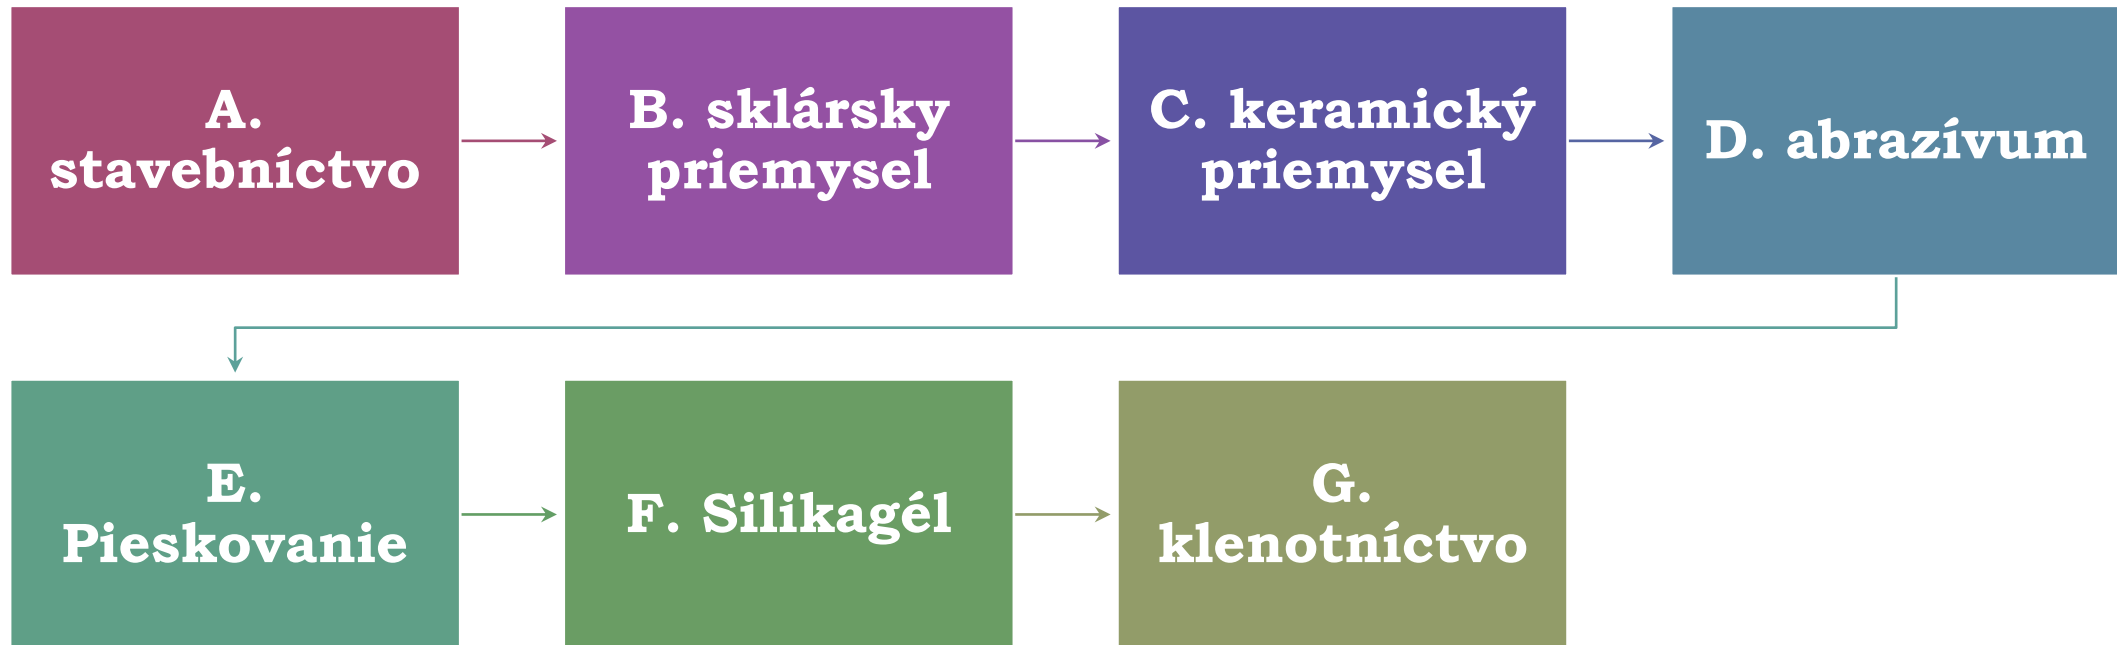 A.
stavebníctvo
B. sklársky
priemysel
C. keramický
priemysel
D. abrazívum
E.
Pieskovanie
F. Silikagél
G.
klenotníctvo